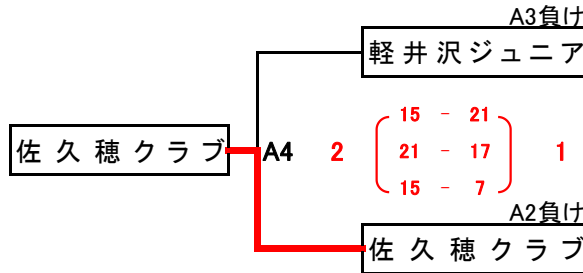 A3負け
軽井沢ジュニア
15 - 21
佐久穂クラブ A4 2 21 - 17 1
15 - 7
A2負け
佐久穂クラブ